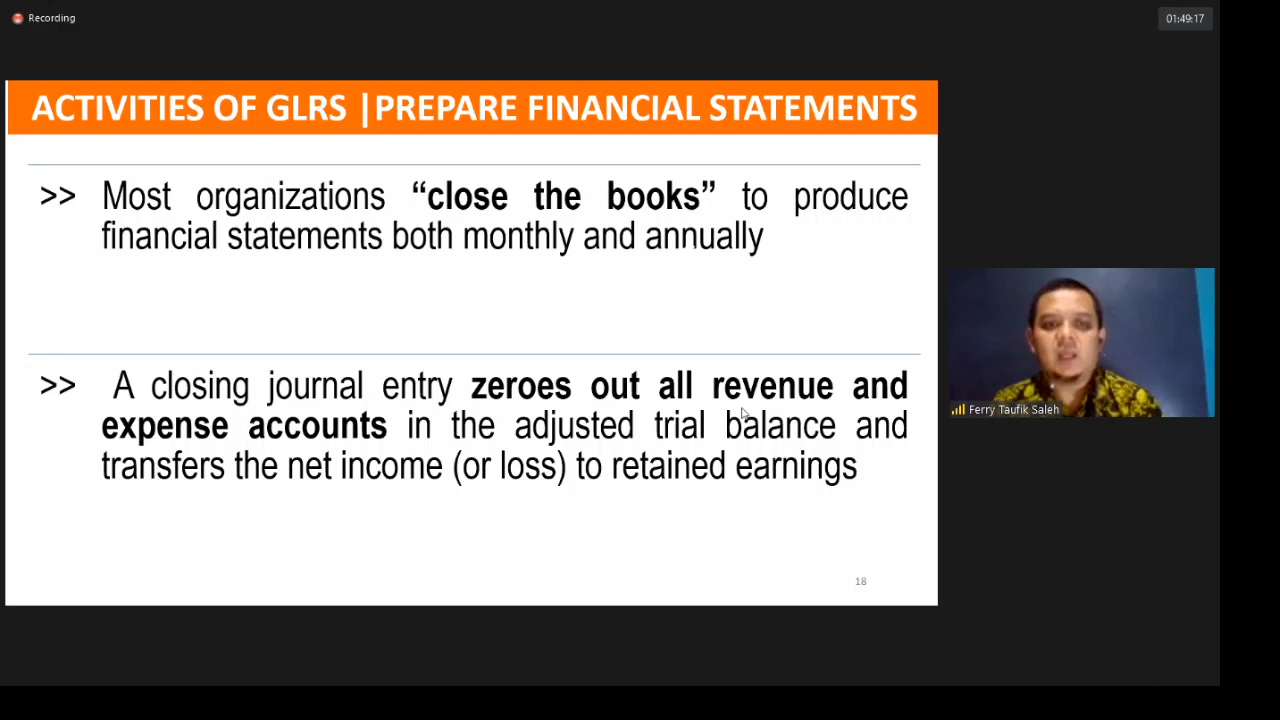 Recording
01:49:17
ACTIVITIES OF GLRS |PREPARE FINANCIAL STATEMENTS
>> Most organizations “close the books” to produce
financial statements both monthly and annually
>> A closing journal entry zeroes out all revenue and
expense accounts in the adjusted trial balance and
transfers the net income (or loss) to retained earnings
Ferry Taufik Saleh
18